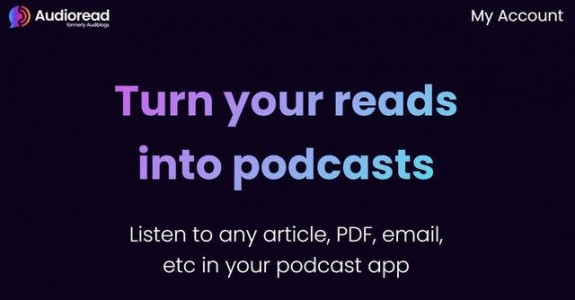 Audioread
formerly Audiblogs
My Account
Turn your reads
into podcasts
Listen to any article, PDF, email,
etc in your podcast app